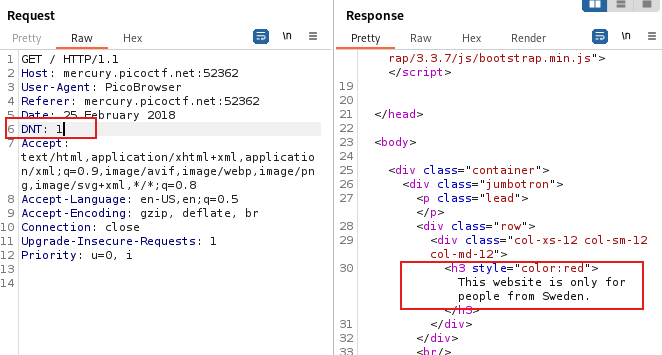 Request
Pretty Raw Hex \n
1 GET / HTTP/1.1
2 Host: mercury.picoctf.net:52362
3 User-Agent: PicoBrowser
4 Referer: mercury.picoctf.net:52362
5 Date: 25 February 2018
6 DNT: 1
7 Accept:
text/html,application/xhtml+xml,applicatio
n/xml;q=0.9,image/avif,image/webp,image/pn
g,image/svg+xml,*/*;q=0.8
8 Accept-Language: en-US,en;q=0.5
9 Accept-Encoding: gzip, deflate, br
10 Connection: close
11 Upgrade-Insecure-Requests: 1
12 Priority: u=0, i
13
14
Response
Pretty Raw Hex Render \n
rap/3.3.7/js/bootstrap.min.js">
</script>
19
20
21 </head>
22
23 <body>
24
25 <div class="container">
26 <div class="jumbotron">
27 <p class="lead">
</p>
28 <div class="row">
29 <div class="col-xs-12 col-sm-12
col-md-12">
30 <h3 style="color:red">
This website is only for
people from Sweden.
</h3>
31 </div>
32 </div>
33 <br/>